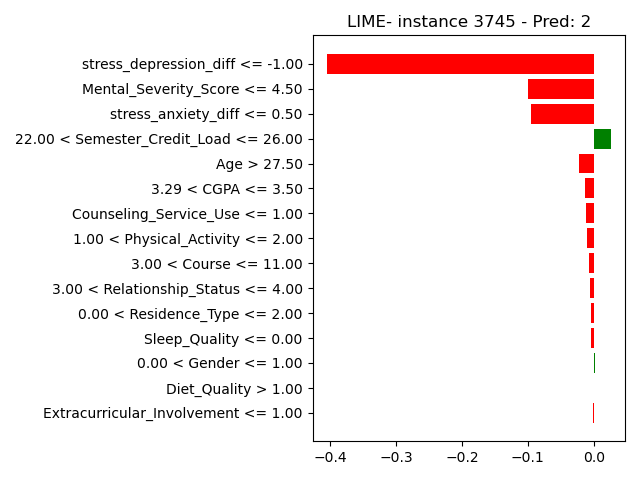 LIME- instance 3745 - Pred: 2
stress_depression_diff <= -1.00
Mental_Severity_Score <= 4.50
stress_anxiety_diff <= 0.50
22.00 < Semester_Credit_Load <= 26.00
Age > 27.50
3.29 < CGPA <= 3.50
Counseling_Service_Use <= 1.00
1.00 < Physical_Activity <= 2.00
3.00 < Course <= 11.00
3.00 < Relationship_Status <= 4.00
0.00 < Residence_Type <= 2.00
Sleep_Quality <= 0.00
0.00 < Gender <= 1.00
Diet_Quality > 1.00
Extracurricular_Involvement <= 1.00
−0.4 −0.3 −0.2 −0.1 0.0